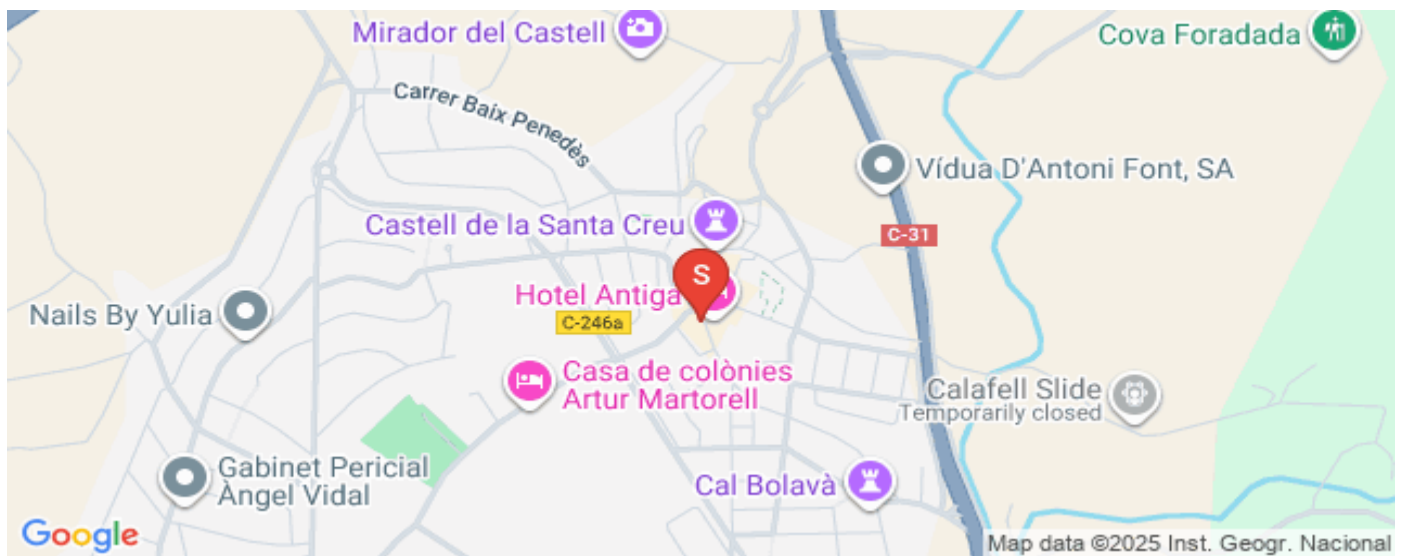 Mirador del Castell
Cova Foradada
Carrer Baix Penedès
Vídua D'Antoni Font, SA
Castell de la Santa Creu
C-31
S
Hotel Antiga
Nails By Yulia
C-246a
Casa de colònies
Artur Martorell
Calafell Slide
Temporarily closed
Gabinet Pericial
Àngel Vidal
Cal Bolavà
Google
Map data ©2025 Inst. Geogr. Nacional